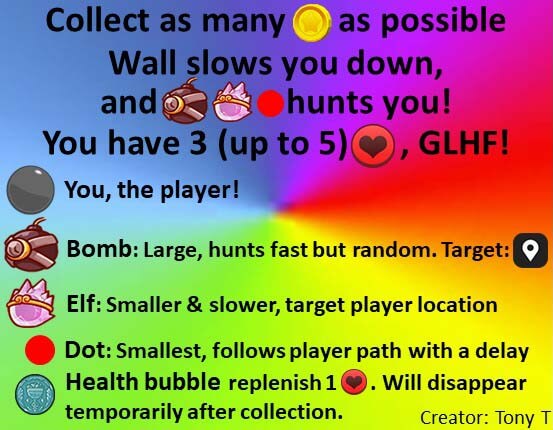 Collect as many as possible
Wall slows you down,
and hunts you!
You have 3 (up to 5) , GLHF!
You, the player!
Bomb: Large, hunts fast but random. Target:
Elf: Smaller & slower, target player location
Dot: Smallest, follows player path with a delay
Health bubble replenish 1 . Will disappear
temporarily after collection.
Creator: Tony T